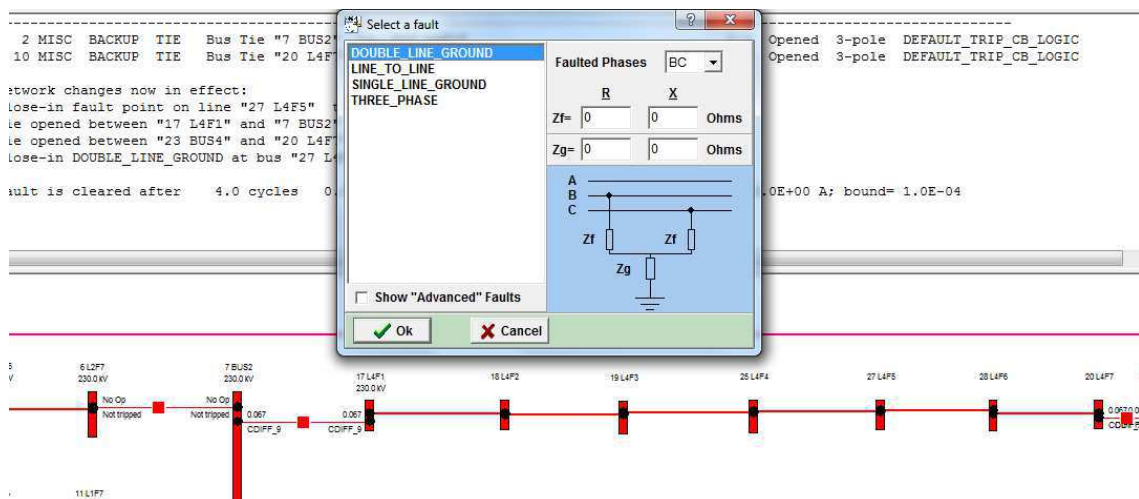 Select a fault
2 MISC BACKUP TIE Bus Tie "7 BUS2" Opened 3-pole DEFAULT_TRIP_CB_LOGIC
10 MISC BACKUP TIE Bus Tie "20 L4F7 Opened 3-pole DEFAULT_TRIP_CB_LOGIC
etwork changes now in effect:
lose-in fault point on line "27 L4F5"
ie opened between "17 L4F1" and "7 BUS2"
ie opened between "23 BUS4" and "20 L4F7
lose-in DOUBLE_LINE_GROUND at bus "27 L4
ault is cleared after 4.0 cycles 0. .0E+00 A; bound= 1.0E-04
DOUBLE_LINE_GROUND
LINE_TO_LINE
SINGLE_LINE_GROUND
THREE_PHASE
Show "Advanced" Faults
Ok
Cancel
Faulted Phases BC
R X
Zf= 0 0 Ohms
Zg= 0 0 Ohms
A
B
C
Zf Zf
Zg
6 L2F7
230.0 kV
7 BUS2
230.0 kV
17 L4F1
230.0 kV
18 L4F2
19 L4F3
25 L4F4
27 L4F5
28 L4F6
20 L4F7
No Op No Op
Not tripped Not tripped
0.067 0.067
CDIFF_9 CDIFF_9
0.067
11 L1F7